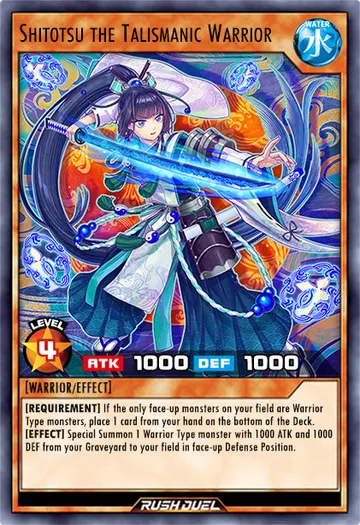 SHITOTSU THE TALISMANIC WARRIOR
WATER
水
LEVEL
4
ATK 1000 DEF 1000
[WARRIOR/EFFECT]
[REQUIREMENT] If the only face-up monsters on your field are Warrior
Type monsters, place 1 card from your hand on the bottom of the Deck.
[EFFECT] Special Summon 1 Warrior Type monster with 1000 ATK and 1000
DEF from your Graveyard to your field in face-up Defense Position.
RUSH DUEL